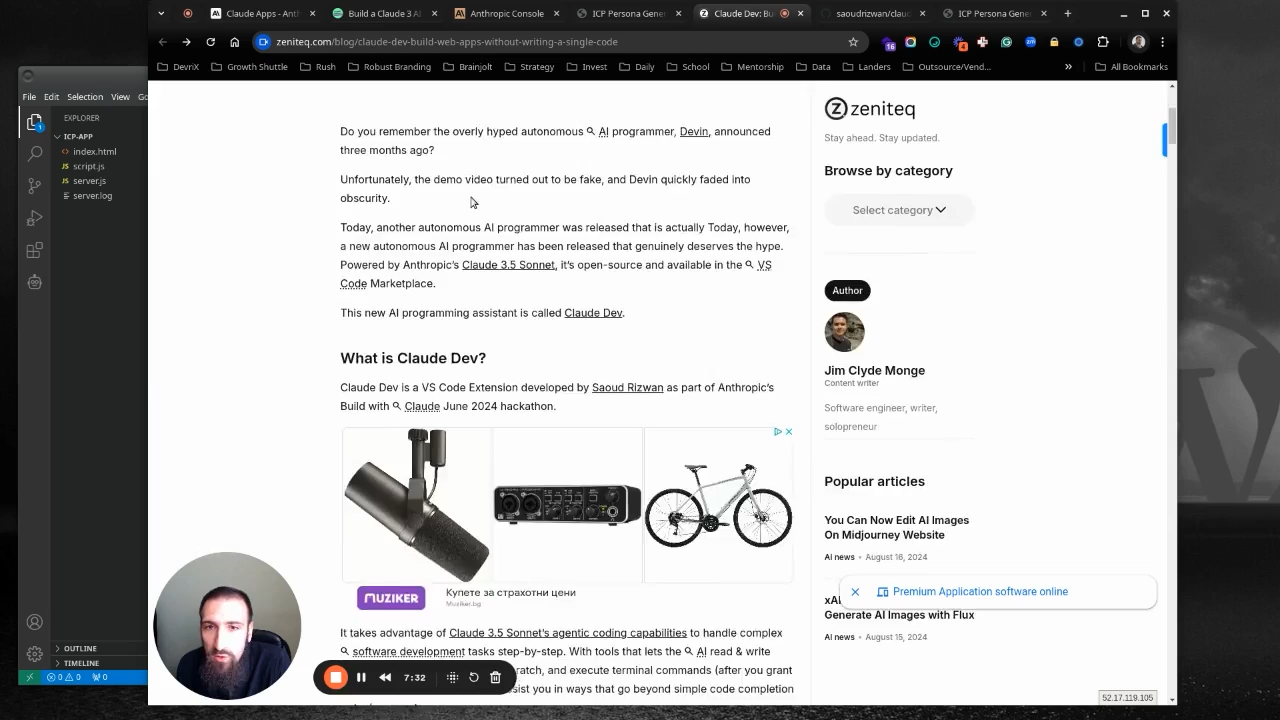 Claude Apps - Anth
Build a Claude 3 AI
Anthropic Console
ICP Persona Gene
Claude Dev: Bu
saoudrizwan/claud
ICP Persona Gene
zeniteq.com/blog/claude-dev-build-web-apps-without-writing-a-single-code
16
4
DevriX
Growth Shuttle
Rush
Robust Branding
Brainjolt
Strategy
Invest
Daily
School
Mentorship
Data
Landers
Outsource/Vend...
»
All Bookmarks
File Edit Selection View Go
EXPLORER
ICP-APP
index.html
JS script.js
JS server.js
server.log
OUTLINE
TIMELINE
0 0 0
Do you remember the overly hyped autonomous AI programmer, Devin, announced
three months ago?
Unfortunately, the demo video turned out to be fake, and Devin quickly faded into
obscurity.
Today, another autonomous AI programmer was released that is actually Today, however,
a new autonomous AI programmer has been released that genuinely deserves the hype.
Powered by Anthropic's Claude 3.5 Sonnet, it's open-source and available in the VS
Code Marketplace.
This new AI programming assistant is called Claude Dev.
What is Claude Dev?
Claude Dev is a VS Code Extension developed by Saoud Rizwan as part of Anthropic's
Build with Claude June 2024 hackathon.
MUZIKER
Купете за страхотни цени
Muziker.bg
It takes advantage of Claude 3.5 Sonnet's agentic coding capabilities to handle complex
software development tasks step-by-step. With tools that lets the AI read & write
ratch, and execute terminal commands (after you grant
sist you in ways that go beyond simple code completion
7:32
zeniteq
Stay ahead. Stay updated.
Browse by category
Select category
Author
Jim Clyde Monge
Content writer
Software engineer, writer,
solopreneur
Popular articles
You Can Now Edit AI Images
On Midjourney Website
AI news • August 16, 2024
Premium Application software online
xAI
Generate AI Images with Flux
AI news • August 15, 2024
52.17.119.105